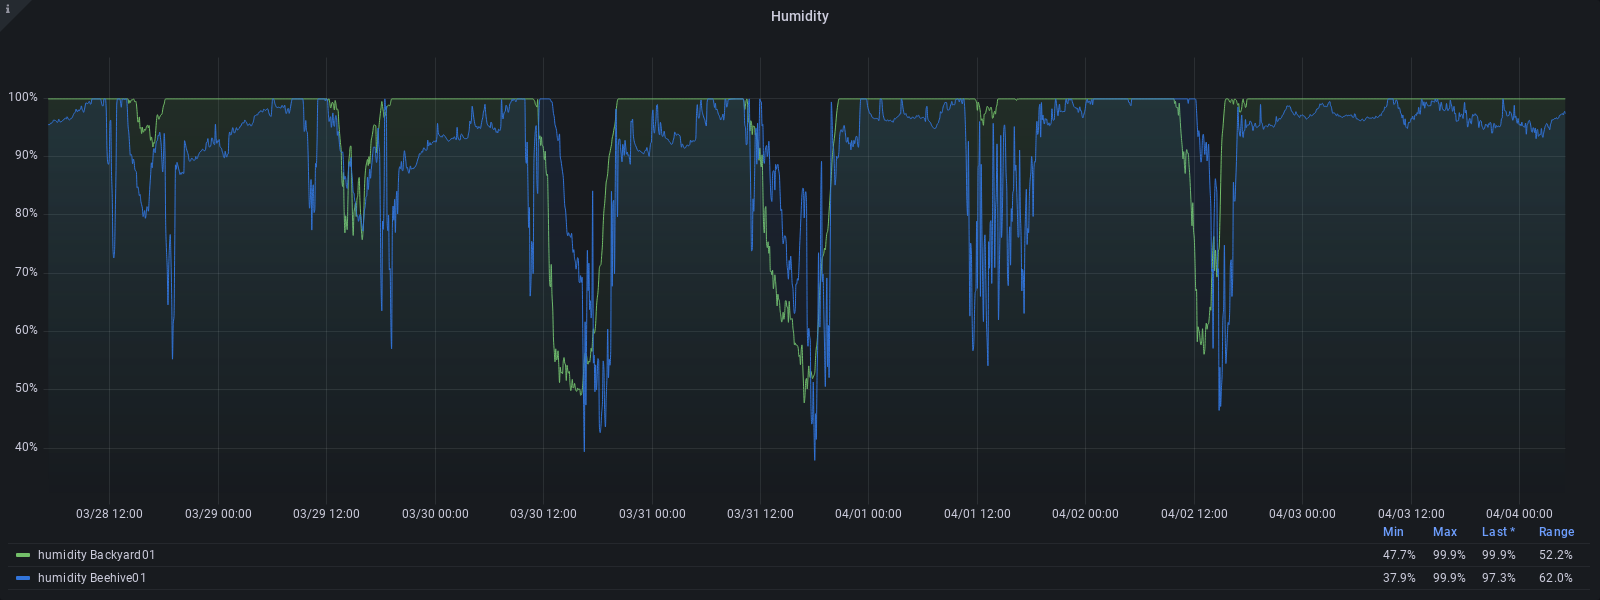 i
Humidity
100%
90%
80%
70%
60%
50%
40%
03/28 12:00 03/29 00:00 03/29 12:00 03/30 00:00 03/30 12:00 03/31 00:00 03/31 12:00 04/01 00:00 04/01 12:00 04/02 00:00 04/02 12:00 04/03 00:00 04/03 12:00 04/04 00:00
Min Max Last * Range
humidity Backyard01 47.7% 99.9% 99.9% 52.2%
humidity Beehive01 37.9% 99.9% 97.3% 62.0%